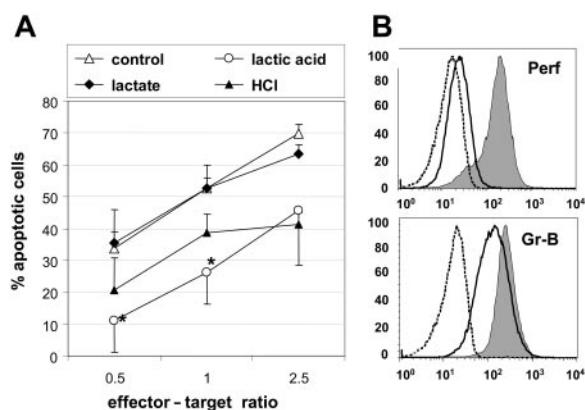 A
control
lactic acid
lactate
HCl
80
70
60
50
40
30
20
10
0
% apoptotic cells
*
*
0.5
1
2.5
effector – target ratio
B
Perf
100
80
60
40
20
0
10⁰ 10¹ 10² 10³ 10⁴
Gr-B
100
80
60
40
20
0
10⁰ 10¹ 10² 10³ 10⁴